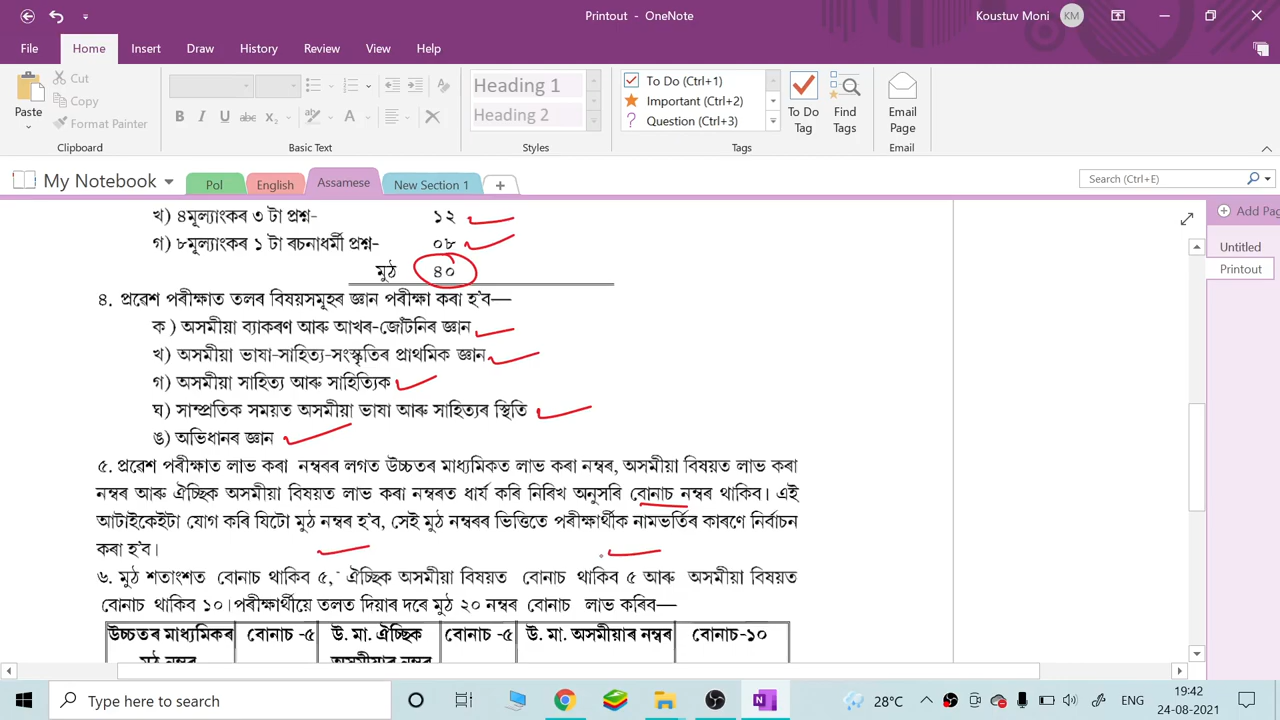 Printout - OneNote
Koustuv Moni KM
File Home Insert Draw History Review View Help
Paste
Cut
Copy
Format Painter
B I U abc x₂ A
Heading 1
Heading 2
To Do (Ctrl+1)
Important (Ctrl+2)
Question (Ctrl+3)
To Do Tag
Find Tags
Email Page
Clipboard Basic Text Styles Tags Email
My Notebook Pol English Assamese New Section 1
Search (Ctrl+E)
Add Pag
Untitled
Printout
খ) ৪মূল্যাংকৰ ৩ টা প্ৰশ্ন- ১২
গ) ৮মূল্যাংকৰ ১ টা ৰচনাধৰ্মী প্ৰশ্ন- ০৮
মুঠ ৪০
৪. প্ৰৱেশ পৰীক্ষাত তলৰ বিষয়সমূহৰ জ্ঞান পৰীক্ষা কৰা হ'ব—
ক ) অসমীয়া ব্যাকৰণ আৰু আখৰ-জোঁটনিৰ জ্ঞান
খ) অসমীয়া ভাষা-সাহিত্য-সংস্কৃতিৰ প্ৰাথমিক জ্ঞান
গ) অসমীয়া সাহিত্য আৰু সাহিত্যিক
ঘ) সাম্প্ৰতিক সময়ত অসমীয়া ভাষা আৰু সাহিত্যৰ স্থিতি
ঙ) অভিধানৰ জ্ঞান
৫. প্ৰৱেশ পৰীক্ষাত লাভ কৰা নম্বৰৰ লগত উচ্চতৰ মাধ্যমিকত লাভ কৰা নম্বৰ, অসমীয়া বিষয়ত লাভ কৰা
নম্বৰ আৰু ঐচ্ছিক অসমীয়া বিষয়ত লাভ কৰা নম্বৰত ধাৰ্য কৰি নিৰিখ অনুসৰি বোনাচ নম্বৰ থাকিব। এই
আটাইকেইটা যোগ কৰি যিটো মুঠ নম্বৰ হ'ব, সেই মুঠ নম্বৰৰ ভিত্তিতে পৰীক্ষাৰ্থীক নামভৰ্তিৰ কাৰণে নিৰ্বাচন
কৰা হ'ব।
৬. মুঠ শতাংশত বোনাচ থাকিব ৫, ঐচ্ছিক অসমীয়া বিষয়ত বোনাচ থাকিব ৫ আৰু অসমীয়া বিষয়ত
বোনাচ থাকিব ১০। পৰীক্ষাৰ্থীয়ে তলত দিয়াৰ দৰে মুঠ ২০ নম্বৰ বোনাচ লাভ কৰিব—
উচ্চতৰ মাধ্যমিকৰ বোনাচ -৫ উ. মা. ঐচ্ছিক বোনাচ -৫ উ. মা. অসমীয়াৰ নম্বৰ বোনাচ-১০
মুঠ নম্বৰ অসমীয়াৰ নম্বৰ
Type here to search
28°C ENG 19:42
24-08-2021